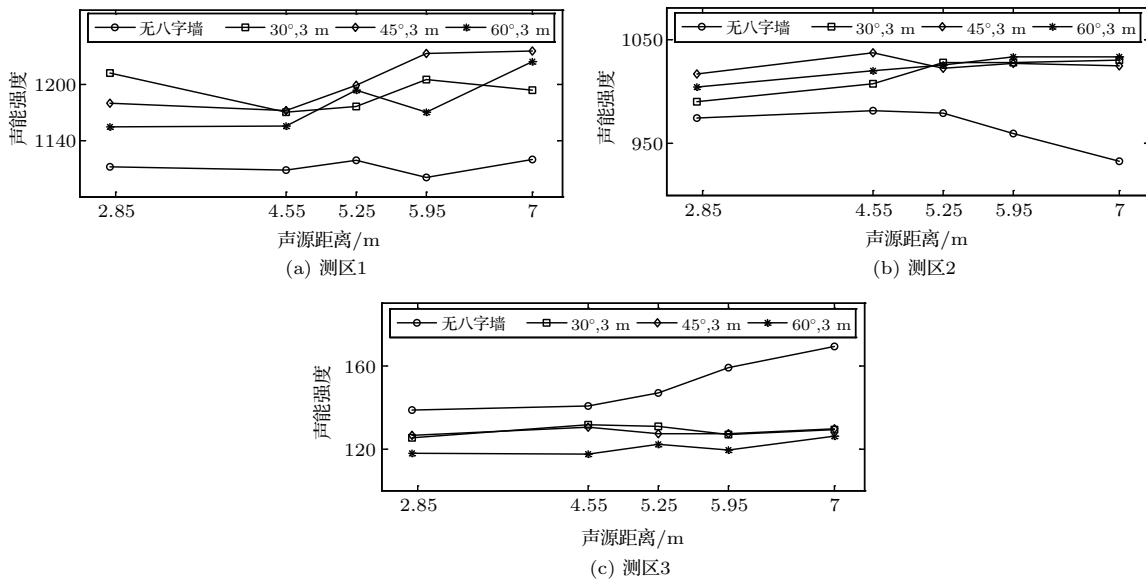 无八字墙 30°,3 m 45°,3 m 60°,3 m
1200
1140
声能强度
2.85 4.55 5.25 5.95 7
声源距离/m
(a) 测区1
无八字墙 30°,3 m 45°,3 m 60°,3 m
1050
950
声能强度
2.85 4.55 5.25 5.95 7
声源距离/m
(b) 测区2
无八字墙 30°,3 m 45°,3 m 60°,3 m
160
120
声能强度
2.85 4.55 5.25 5.95 7
声源距离/m
(c) 测区3